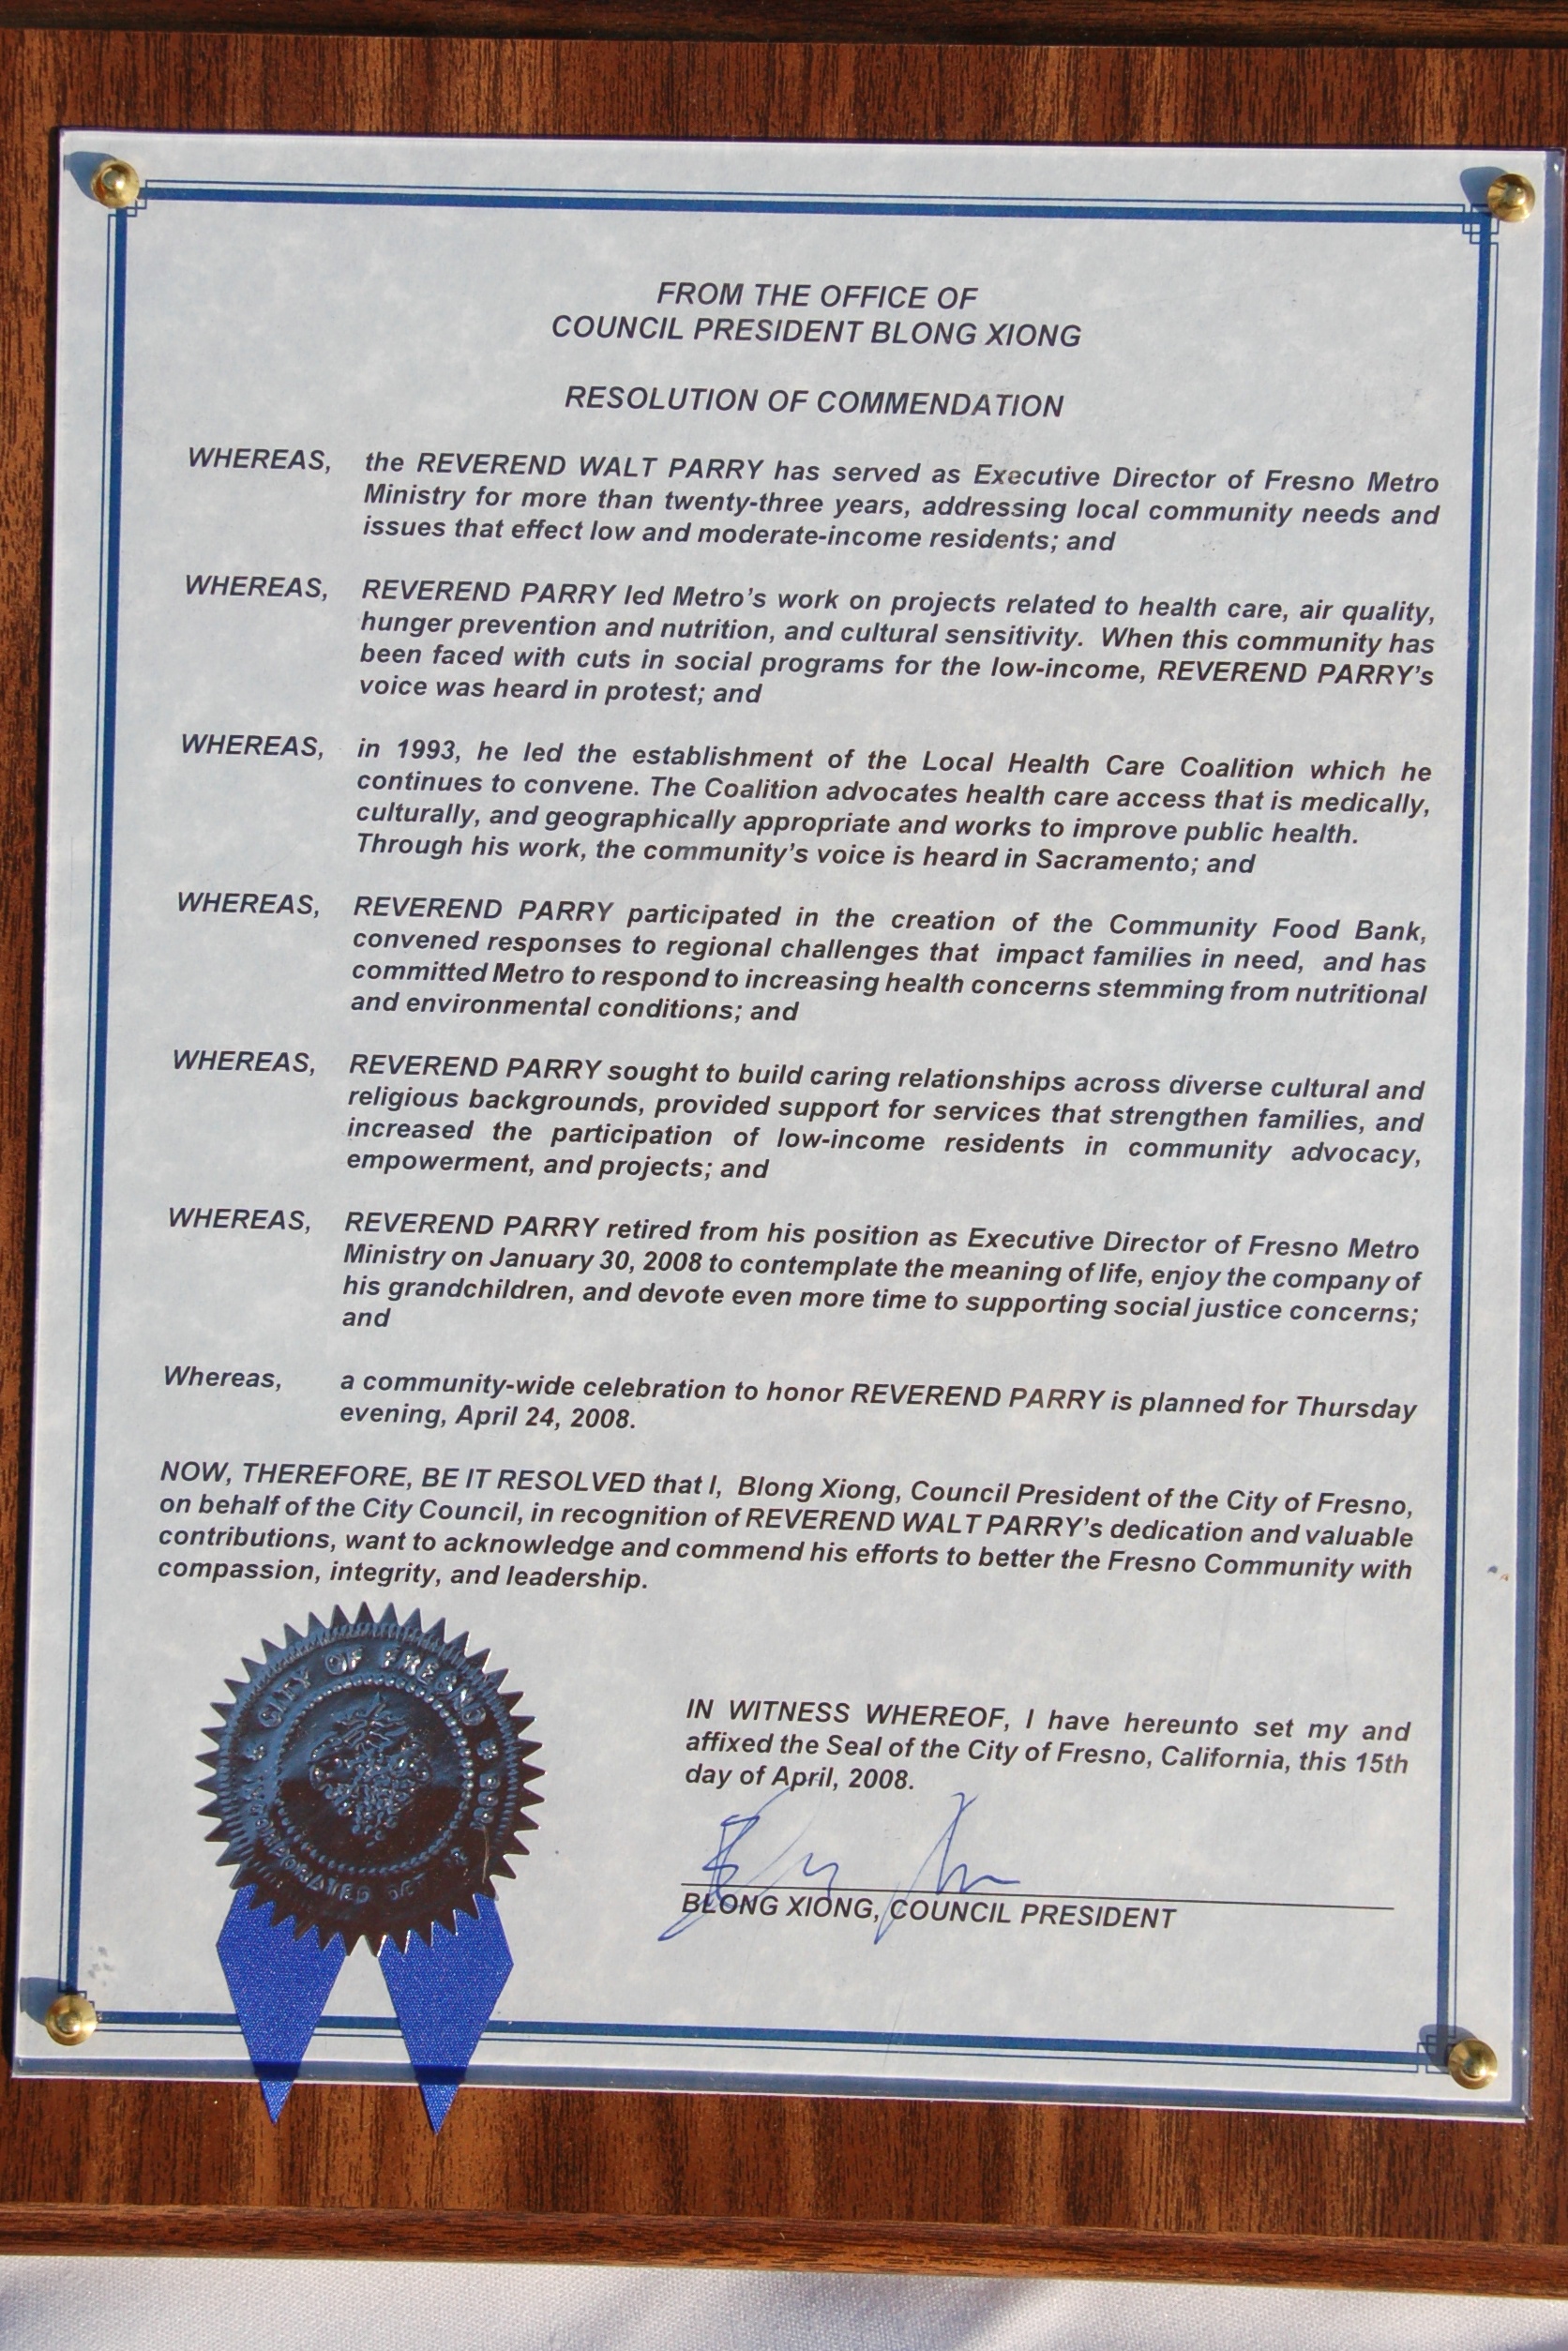 FROM THE OFFICE OF
COUNCIL PRESIDENT BLONG XIONG
RESOLUTION OF COMMENDATION
WHEREAS, the REVEREND WALT PARRY has served as Executive Director of Fresno Metro
Ministry for more than twenty-three years, addressing local community needs and
issues that effect low and moderate-income residents; and
WHEREAS, REVEREND PARRY led Metro's work on projects related to health care, air quality,
hunger prevention and nutrition, and cultural sensitivity. When this community has
been faced with cuts in social programs for the low-income, REVEREND PARRY's
voice was heard in protest; and
WHEREAS, in 1993, he led the establishment of the Local Health Care Coalition which he
continues to convene. The Coalition advocates health care access that is medically,
culturally, and geographically appropriate and works to improve public health.
Through his work, the community's voice is heard in Sacramento; and
WHEREAS, REVEREND PARRY participated in the creation of the Community Food Bank,
convened responses to regional challenges that impact families in need, and has
committed Metro to respond to increasing health concerns stemming from nutritional
and environmental conditions; and
WHEREAS, REVEREND PARRY sought to build caring relationships across diverse cultural and
religious backgrounds, provided support for services that strengthen families, and
increased the participation of low-income residents in community advocacy,
empowerment, and projects; and
WHEREAS, REVEREND PARRY retired from his position as Executive Director of Fresno Metro
Ministry on January 30, 2008 to contemplate the meaning of life, enjoy the company of
his grandchildren, and devote even more time to supporting social justice concerns;
and
Whereas, a community-wide celebration to honor REVEREND PARRY is planned for Thursday
evening, April 24, 2008.
NOW, THEREFORE, BE IT RESOLVED that I, Blong Xiong, Council President of the City of Fresno,
on behalf of the City Council, in recognition of REVEREND WALT PARRY's dedication and valuable
contributions, want to acknowledge and commend his efforts to better the Fresno Community with
compassion, integrity, and leadership.
CITY OF FRESNO
INCORPORATED OCT
IN WITNESS WHEREOF, I have hereunto set my and
affixed the Seal of the City of Fresno, California, this 15th
day of April, 2008.
BLONG XIONG, COUNCIL PRESIDENT